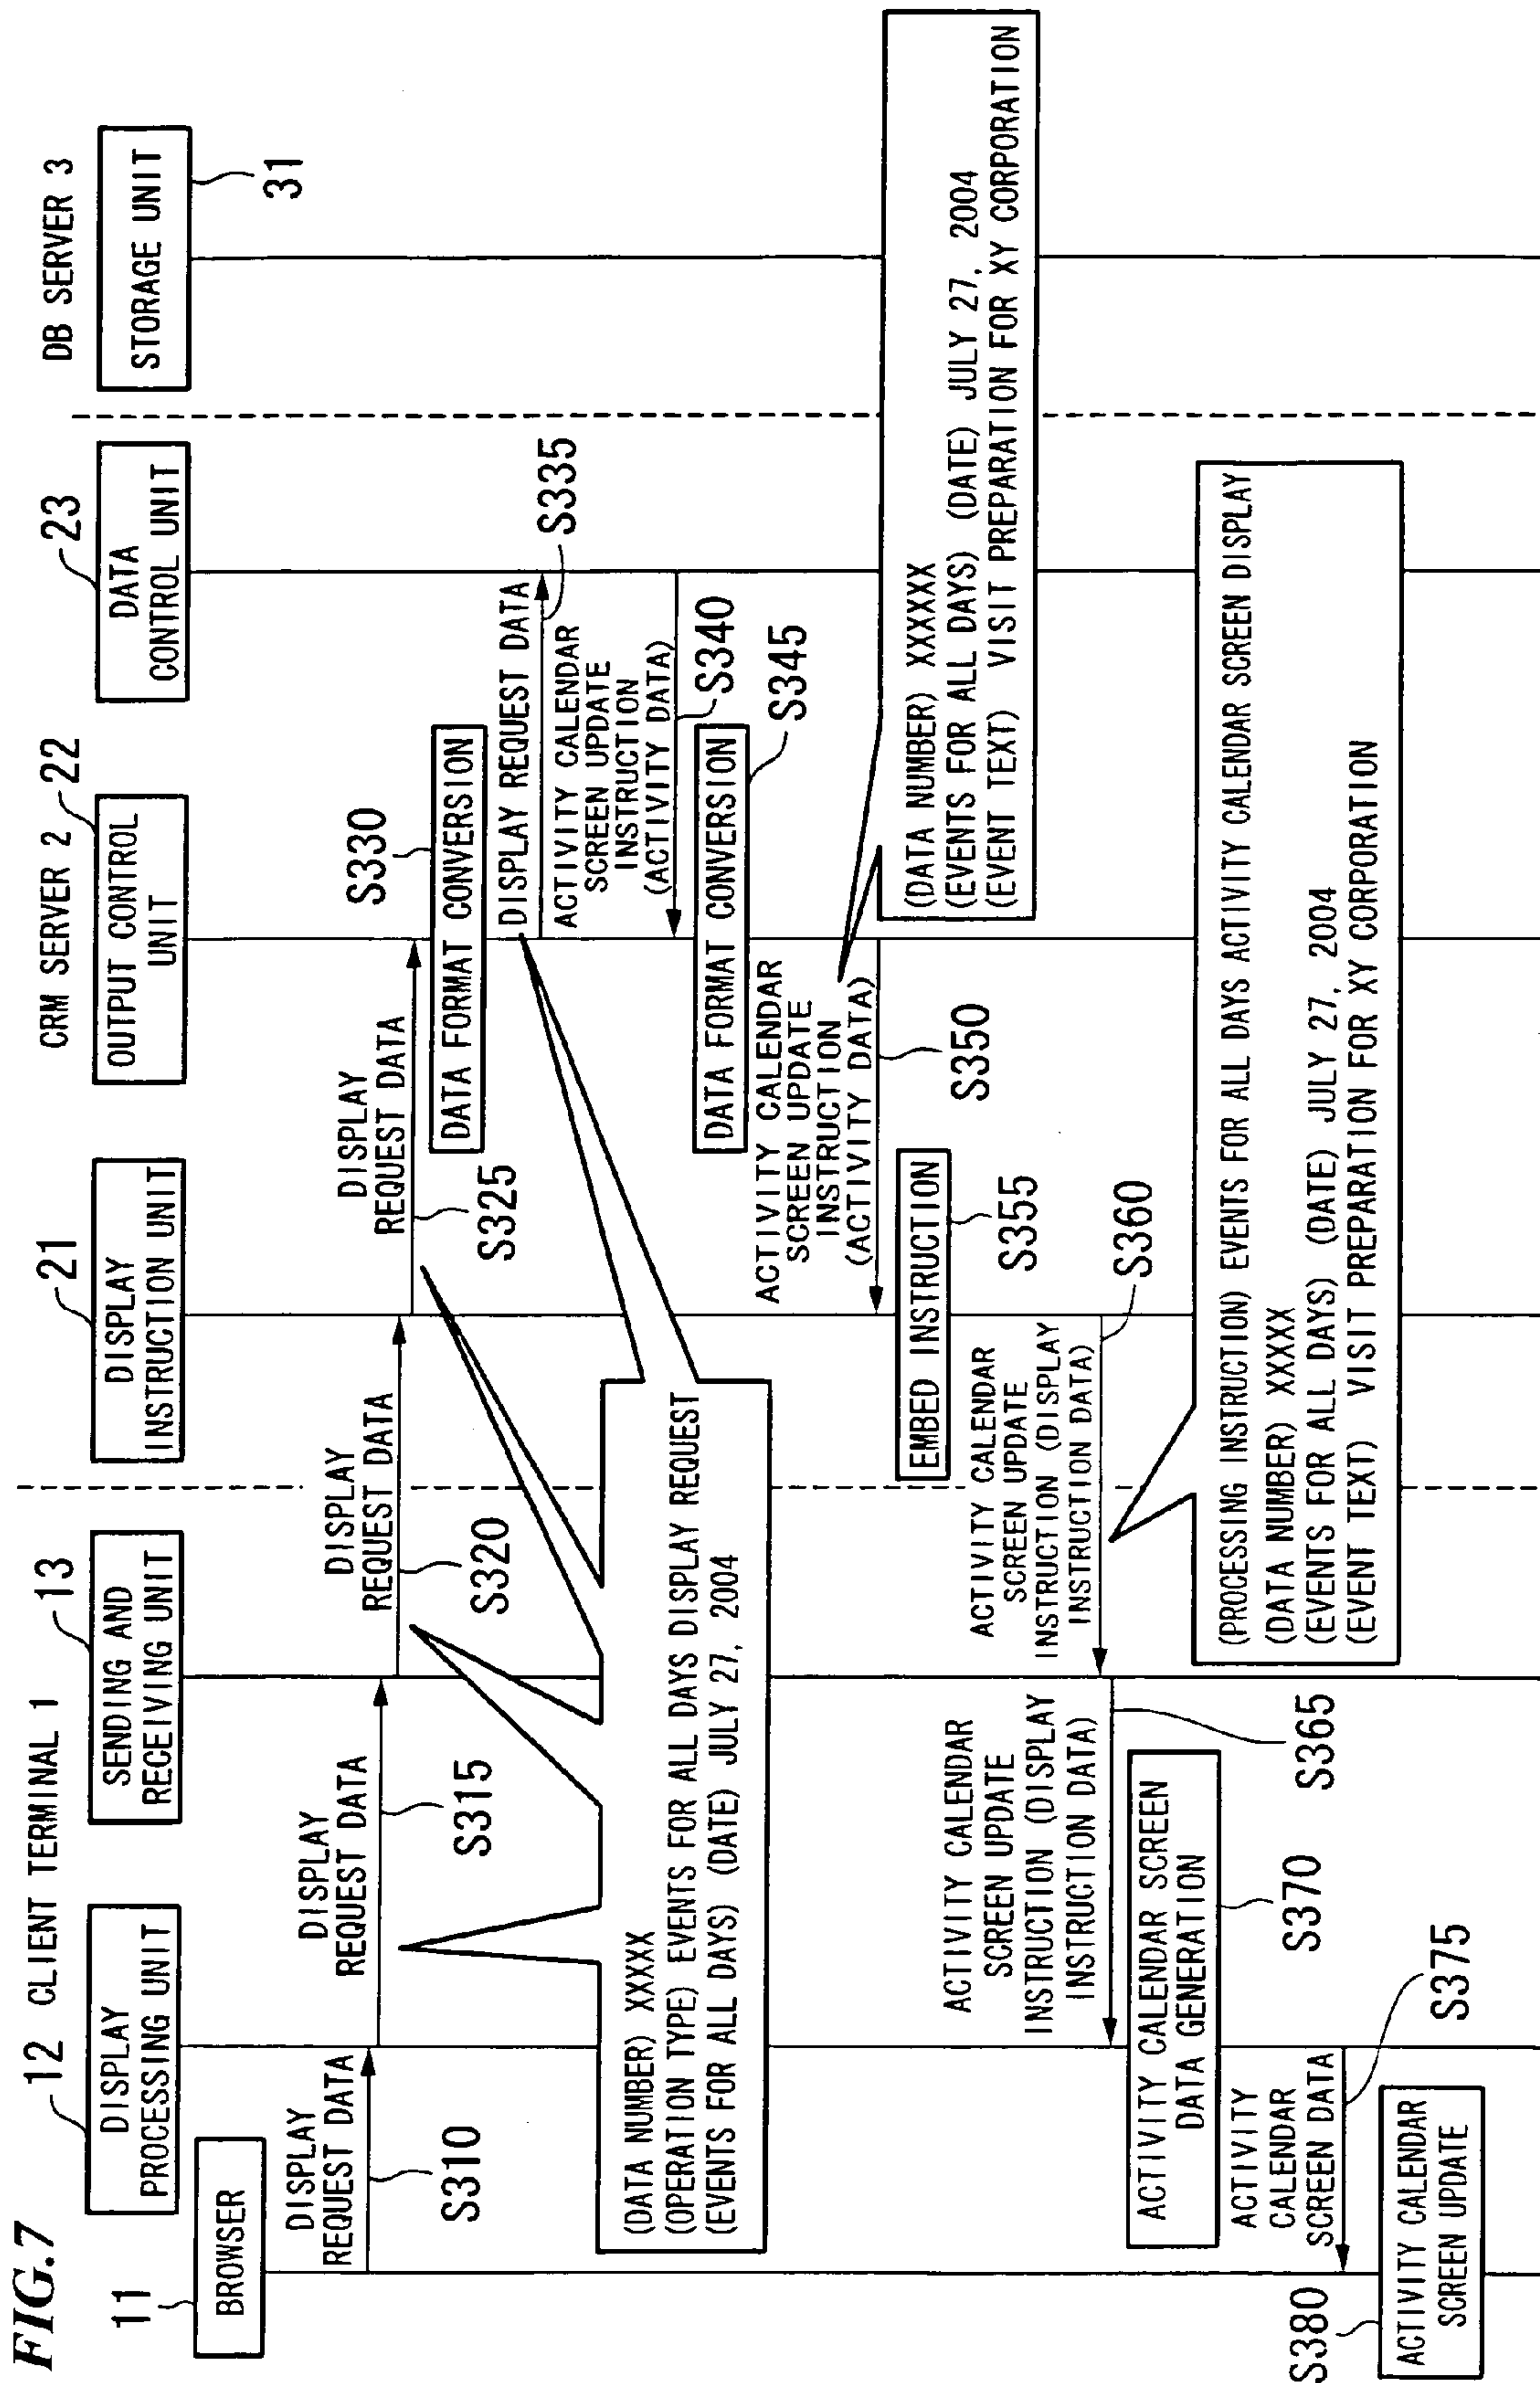 FIG.7
CLIENT TERMINAL 1
CRM SERVER 2
DB SERVER 3
11
BROWSER
12
DISPLAY
PROCESSING UNIT
13
SENDING AND
RECEIVING UNIT
21
DISPLAY
INSTRUCTION UNIT
22
OUTPUT CONTROL
UNIT
23
DATA
CONTROL UNIT
31
STORAGE UNIT
DISPLAY
REQUEST DATA
S310
DISPLAY
REQUEST DATA
S315
DISPLAY
REQUEST DATA
S320
DISPLAY
REQUEST DATA
S325
S330
DATA FORMAT CONVERSION
DISPLAY REQUEST DATA
S335
(DATA NUMBER) XXXXX
(OPERATION TYPE) EVENTS FOR ALL DAYS DISPLAY REQUEST
(EVENTS FOR ALL DAYS) (DATE) JULY 27, 2004
ACTIVITY CALENDAR
SCREEN UPDATE
INSTRUCTION
(ACTIVITY DATA)
S340
DATA FORMAT CONVERSION
S345
ACTIVITY CALENDAR
SCREEN UPDATE
INSTRUCTION
(ACTIVITY DATA)
S350
(DATA NUMBER) XXXXX
(EVENTS FOR ALL DAYS) (DATE) JULY 27, 2004
(EVENT TEXT) VISIT PREPARATION FOR XY CORPORATION
EMBED INSTRUCTION
S355
ACTIVITY CALENDAR
SCREEN UPDATE
INSTRUCTION (DISPLAY
INSTRUCTION DATA)
S360
(PROCESSING INSTRUCTION) EVENTS FOR ALL DAYS ACTIVITY CALENDAR SCREEN DISPLAY
(DATA NUMBER) XXXXX
(EVENTS FOR ALL DAYS) (DATE) JULY 27, 2004
(EVENT TEXT) VISIT PREPARATION FOR XY CORPORATION
ACTIVITY CALENDAR
SCREEN UPDATE
INSTRUCTION (DISPLAY
INSTRUCTION DATA)
S365
ACTIVITY CALENDAR SCREEN
DATA GENERATION
S370
ACTIVITY
CALENDAR
SCREEN DATA
S375
S380
ACTIVITY CALENDAR
SCREEN UPDATE